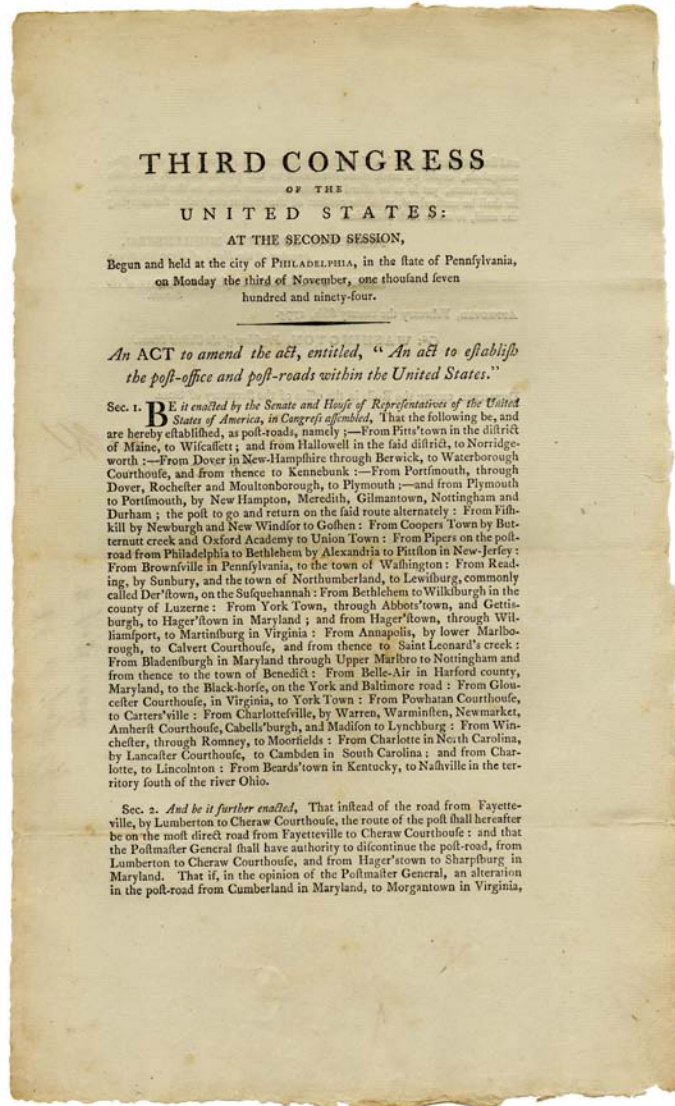 THIRD CONGRESS
OF THE
UNITED STATES:
AT THE SECOND SESSION,
Begun and held at the city of PHILADELPHIA, in the ſtate of Pennſylvania,
on Monday the third of November, one thouſand ſeven
hundred and ninety-four.
An ACT to amend the act, entitled, “ An act to eſtabliſh
the poſt-office and poſt-roads within the United States.”
Sec. 1. BE it enacted by the Senate and Houſe of Repreſentatives of the United
States of America, in Congreſs aſſembled, That the following be, and
are hereby eſtabliſhed, as poſt-roads, namely ;—From Pitts'town in the diſtrict
of Maine, to Wiſcaſſett ; and from Hallowell in the ſaid diſtrict, to Norridge-
worth :—From Dover in New-Hampſhire through Berwick, to Waterborough
Courthouſe, and from thence to Kennebunk :—From Portſmouth, through
Dover, Rocheſter and Moultonborough, to Plymouth ;—and from Plymouth
to Portſmouth, by New Hampton, Meredith, Gilmantown, Nottingham and
Durham ; the poſt to go and return on the ſaid route alternately : From Fiſh-
kill by Newburgh and New Windſor to Goſhen : From Coopers Town by But-
ternutt creek and Oxford Academy to Union Town : From Pipers on the poſt-
road from Philadelphia to Bethlehem by Alexandria to Pittſton in New-Jerſey :
From Brownſville in Pennſylvania, to the town of Waſhington : From Read-
ing, by Sunbury, and the town of Northumberland, to Lewiſburg, commonly
called Der'ſtown, on the Suſquehannah : From Bethlehem to Wilkſburgh in the
county of Luzerne : From York Town, through Abbots'town, and Gettiſ-
burgh, to Hager'ſtown in Maryland ; and from Hager'ſtown, through Wil-
liamſport, to Martinſburg in Virginia : From Annapolis, by lower Marlbo-
rough, to Calvert Courthouſe, and from thence to Saint Leonard's creek :
From Bladenſburgh in Maryland through Upper Marlbro to Nottingham and
from thence to the town of Benedict : From Belle-Air in Harford county,
Maryland, to the Black-horſe, on the York and Baltimore road : From Glou-
ceſter Courthouſe, in Virginia, to York Town : From Powhatan Courthouſe,
to Carters'ville : From Charlotteſville, by Warren, Warminſten, Newmarket,
Amherſt Courthouſe, Cabells'burgh, and Madiſon to Lynchburg : From Win-
cheſter, through Romney, to Moorfields : From Charlotte in North Carolina,
by Lancaſter Courthouſe, to Cambden in South Carolina ; and from Char-
lotte, to Lincolnton : From Beards'town in Kentucky, to Naſhville in the ter-
ritory ſouth of the river Ohio.
Sec. 2. And be it further enacted, That inſtead of the road from Fayette-
ville, by Lumberton to Cheraw Courthouſe, the route of the poſt ſhall hereafter
be on the moſt direct road from Fayetteville to Cheraw Courthouſe : and that
the Poſtmaſter General ſhall have authority to diſcontinue the poſt-road, from
Lumberton to Cheraw Courthouſe, and from Hager'stown to Sharpſburg in
Maryland. That if, in the opinion of the Poſtmaſter General, an alteration
in the poſt-road from Cumberland in Maryland, to Morgantown in Virginia,